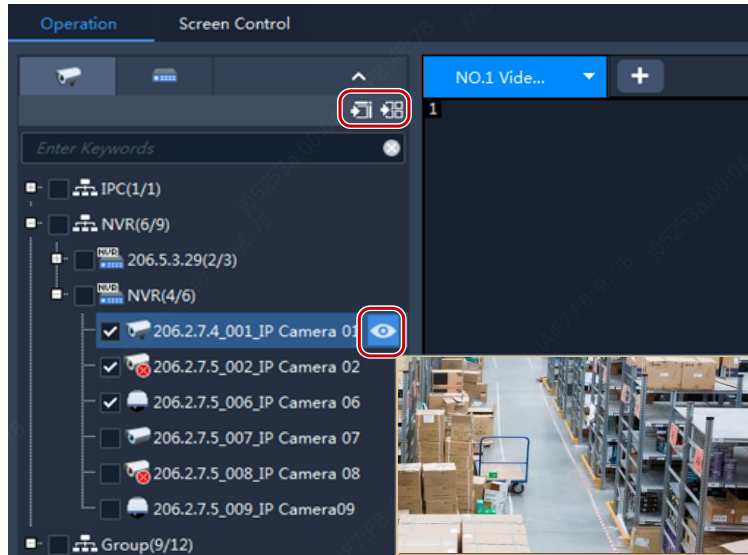 Operation Screen Control
NO.1 Vide...
1
Enter Keywords
IPC(1/1)
NVR(6/9)
NVR 206.5.3.29(2/3)
NVR NVR(4/6)
206.2.7.4_001_IP Camera 01
206.2.7.5_002_IP Camera 02
206.2.7.5_006_IP Camera 06
206.2.7.5_007_IP Camera 07
206.2.7.5_008_IP Camera 08
206.2.7.5_009_IP Camera09
Group(9/12)